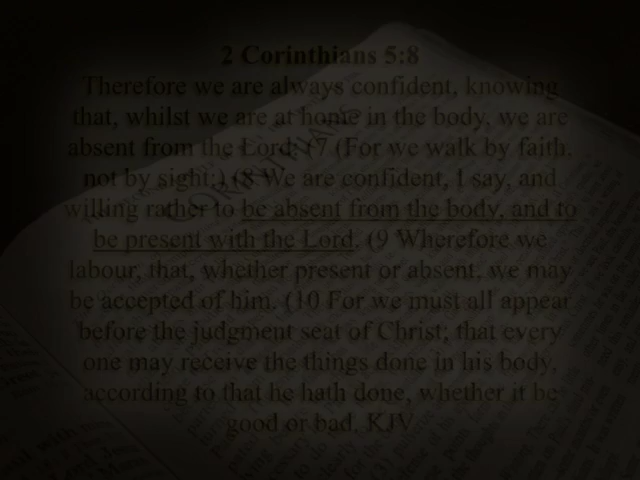 2 Corinthians 5:8
Therefore we are always confident, knowing
that, whilst we are at home in the body, we are
absent from the Lord: (7 (For we walk by faith,
not by sight:) (8 We are confident, I say, and
willing rather to be absent from the body, and to
be present with the Lord. (9 Wherefore we
labour, that, whether present or absent, we may
be accepted of him. (10 For we must all appear
before the judgment seat of Christ; that every
one may receive the things done in his body,
according to that he hath done, whether it be
good or bad. KJV